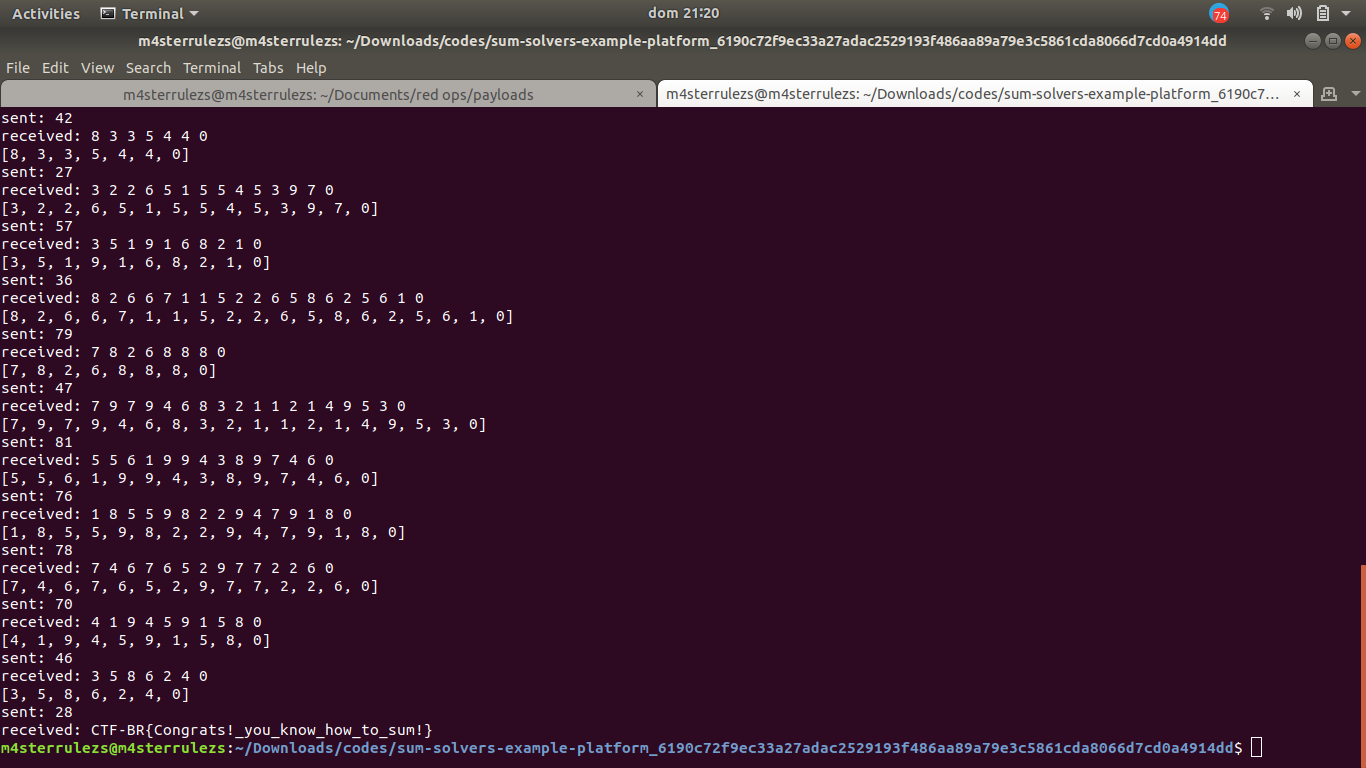 Activities Terminal dom 21:20 74
m4sterrulezs@m4sterrulezs: ~/Downloads/codes/sum-solvers-example-platform_6190c72f9ec33a27adac2529193f486aa89a79e3c5861cda8066d7cd0a4914dd
File Edit View Search Terminal Tabs Help
m4sterrulezs@m4sterrulezs: ~/Documents/red ops/payloads × m4sterrulezs@m4sterrulezs: ~/Downloads/codes/sum-solvers-example-platform_6190c7... ×
sent: 42
received: 8 3 3 5 4 4 0
[8, 3, 3, 5, 4, 4, 0]
sent: 27
received: 3 2 2 6 5 1 5 5 4 5 3 9 7 0
[3, 2, 2, 6, 5, 1, 5, 5, 4, 5, 3, 9, 7, 0]
sent: 57
received: 3 5 1 9 1 6 8 2 1 0
[3, 5, 1, 9, 1, 6, 8, 2, 1, 0]
sent: 36
received: 8 2 6 6 7 1 1 5 2 2 6 5 8 6 2 5 6 1 0
[8, 2, 6, 6, 7, 1, 1, 5, 2, 2, 6, 5, 8, 6, 2, 5, 6, 1, 0]
sent: 79
received: 7 8 2 6 8 8 8 0
[7, 8, 2, 6, 8, 8, 8, 0]
sent: 47
received: 7 9 7 9 4 6 8 3 2 1 1 2 1 4 9 5 3 0
[7, 9, 7, 9, 4, 6, 8, 3, 2, 1, 1, 2, 1, 4, 9, 5, 3, 0]
sent: 81
received: 5 5 6 1 9 9 4 3 8 9 7 4 6 0
[5, 5, 6, 1, 9, 9, 4, 3, 8, 9, 7, 4, 6, 0]
sent: 76
received: 1 8 5 5 9 8 2 2 9 4 7 9 1 8 0
[1, 8, 5, 5, 9, 8, 2, 2, 9, 4, 7, 9, 1, 8, 0]
sent: 78
received: 7 4 6 7 6 5 2 9 7 7 2 2 6 0
[7, 4, 6, 7, 6, 5, 2, 9, 7, 7, 2, 2, 6, 0]
sent: 70
received: 4 1 9 4 5 9 1 5 8 0
[4, 1, 9, 4, 5, 9, 1, 5, 8, 0]
sent: 46
received: 3 5 8 6 2 4 0
[3, 5, 8, 6, 2, 4, 0]
sent: 28
received: CTF-BR{Congrats!_you_know_how_to_sum!}
m4sterrulezs@m4sterrulezs:~/Downloads/codes/sum-solvers-example-platform_6190c72f9ec33a27adac2529193f486aa89a79e3c5861cda8066d7cd0a4914dd$